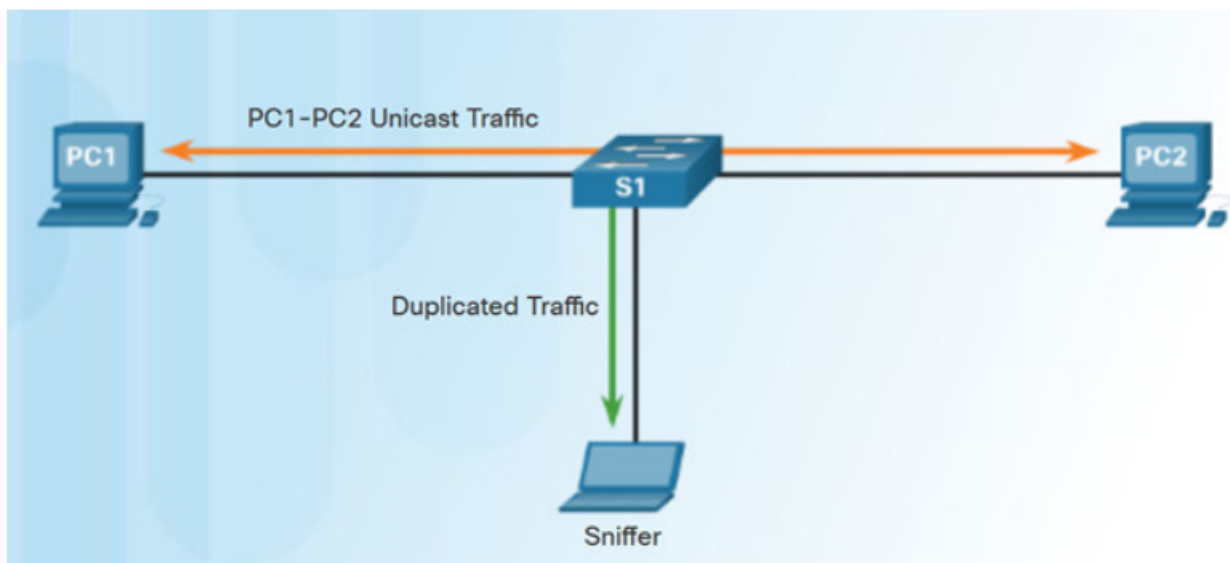 PC1-PC2 Unicast Traffic
PC1
S1
PC2
Duplicated Traffic
Sniffer